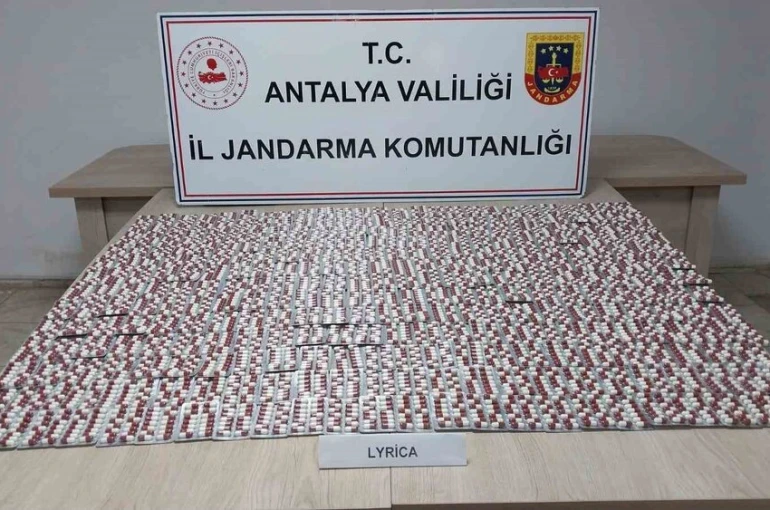 T.C.
ANTALYA VALİLİĞİ
İL JANDARMA KOMUTANLIĞI
JANDARMA
LYRİCA